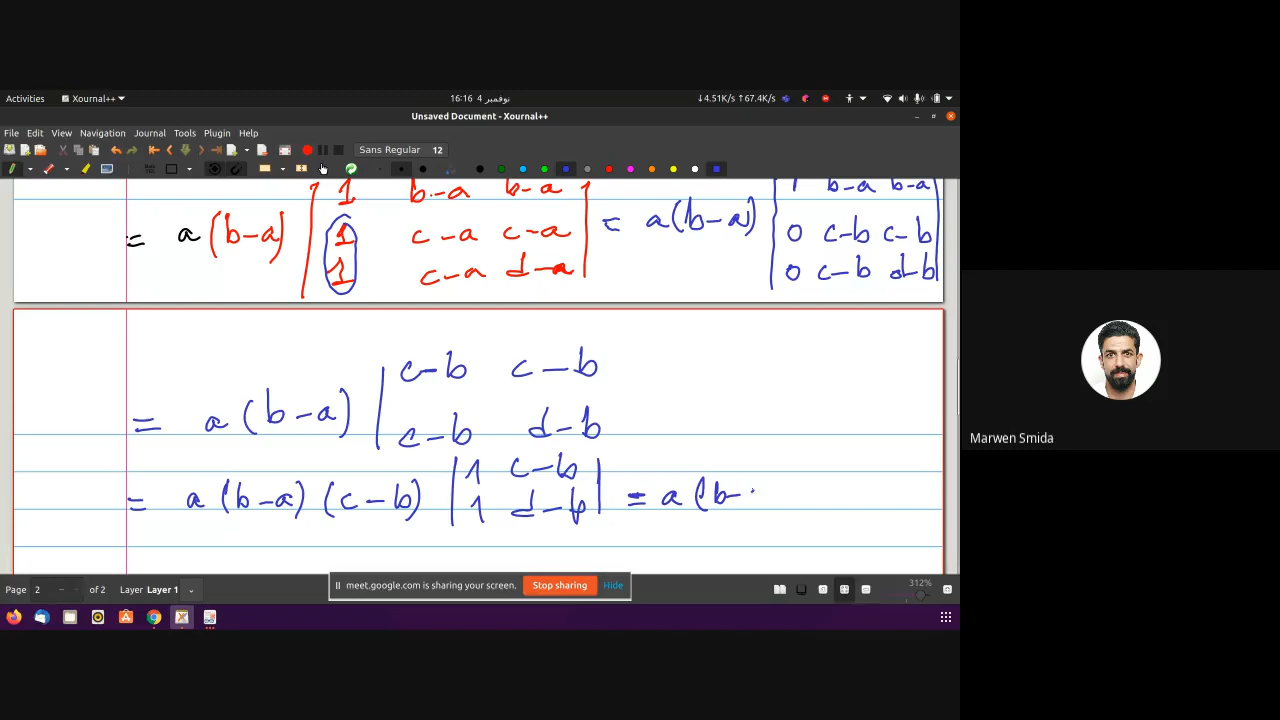 Activities Xournal++ 16:16 4 نوفمبر ↓4.51K/s ↑67.4K/s
Unsaved Document - Xournal++
File Edit View Navigation Journal Tools Plugin Help
Sans Regular 12
1 b-a b-a 1 b-a b-a
= a (b-a) 1 c-a c-a = a(b-a) 0 c-b c-b
1 c-a d-a 0 c-b d-b
c-b c-b
= a (b-a)
c-b d-b
1 c-b
= a (b-a) (c-b) = a (b-
1 d-b
Marwen Smida
meet.google.com is sharing your screen. Stop sharing Hide
Page 2 of 2 Layer Layer 1 312%